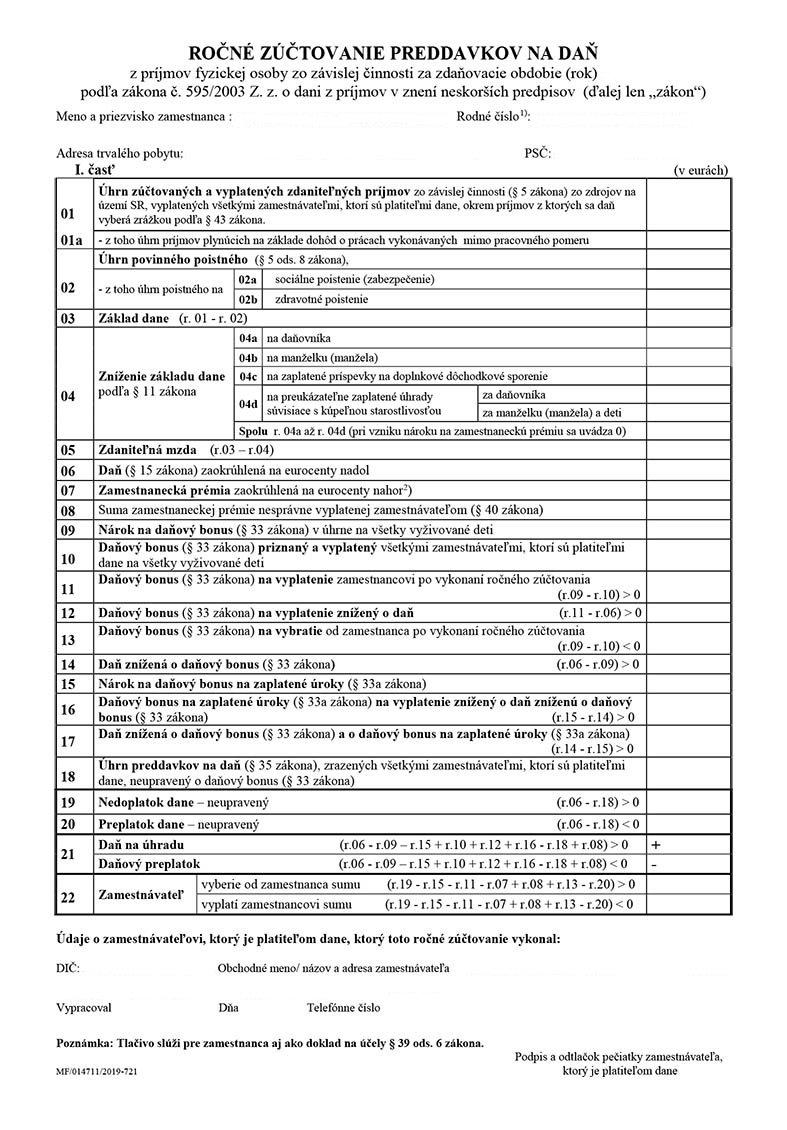 ROČNÉ ZÚČTOVANIE PREDDAVKOV NA DAŇ
z príjmov fyzickej osoby zo závislej činnosti za zdaňovacie obdobie (rok)
podľa zákona č. 595/2003 Z. z. o dani z príjmov v znení neskorších predpisov (ďalej len „zákon“)
Meno a priezvisko zamestnanca : Rodné číslo1):
Adresa trvalého pobytu: PSČ:
I. časť (v eurách)
01 Úhrn zúčtovaných a vyplatených zdaniteľných príjmov zo závislej činnosti (§ 5 zákona) zo zdrojov na
území SR, vyplatených všetkými zamestnávateľmi, ktorí sú platiteľmi dane, okrem príjmov z ktorých sa daň
vyberá zrážkou podľa § 43 zákona.
01a - z toho úhrn príjmov plynúcich na základe dohôd o prácach vykonávaných mimo pracovného pomeru
02 Úhrn povinného poistného (§ 5 ods. 8 zákona),
- z toho úhrn poistného na
02a sociálne poistenie (zabezpečenie)
02b zdravotné poistenie
03 Základ dane (r. 01 - r. 02)
04 Zníženie základu dane
podľa § 11 zákona
04a na daňovníka
04b na manželku (manžela)
04c na zaplatené príspevky na doplnkové dôchodkové sporenie
04d na preukázateľne zaplatené úhrady
súvisiace s kúpeľnou starostlivosťou
za daňovníka
za manželku (manžela) a deti
Spolu r. 04a až r. 04d (pri vzniku nároku na zamestnaneckú prémiu sa uvádza 0)
05 Zdaniteľná mzda (r.03 – r.04)
06 Daň (§ 15 zákona) zaokrúhlená na eurocenty nadol
07 Zamestnanecká prémia zaokrúhlená na eurocenty nahor2)
08 Suma zamestnaneckej prémie nesprávne vyplatenej zamestnávateľom (§ 40 zákona)
09 Nárok na daňový bonus (§ 33 zákona) v úhrne na všetky vyživované deti
10 Daňový bonus (§ 33 zákona) priznaný a vyplatený všetkými zamestnávateľmi, ktorí sú platiteľmi
dane na všetky vyživované deti
11 Daňový bonus (§ 33 zákona) na vyplatenie zamestnancovi po vykonaní ročného zúčtovania
(r.09 - r.10) > 0
12 Daňový bonus (§ 33 zákona) na vyplatenie znížený o daň (r.11 - r.06) > 0
13 Daňový bonus (§ 33 zákona) na vybratie od zamestnanca po vykonaní ročného zúčtovania
(r.09 - r.10) < 0
14 Daň znížená o daňový bonus (§ 33 zákona) (r.06 - r.09) > 0
15 Nárok na daňový bonus na zaplatené úroky (§ 33a zákona)
16 Daňový bonus na zaplatené úroky (§ 33a zákona) na vyplatenie znížený o daň zníženú o daňový
bonus (§ 33 zákona) (r.15 - r.14) > 0
17 Daň znížená o daňový bonus (§ 33 zákona) a o daňový bonus na zaplatené úroky (§ 33a zákona)
(r.14 - r.15) > 0
18 Úhrn preddavkov na daň (§ 35 zákona), zrazených všetkými zamestnávateľmi, ktorí sú platiteľmi
dane, neupravený o daňový bonus (§ 33 zákona)
19 Nedoplatok dane – neupravený (r.06 - r.18) > 0
20 Preplatok dane – neupravený (r.06 - r.18) < 0
21 Daň na úhradu (r.06 - r.09 – r.15 + r.10 + r.12 + r.16 - r.18 + r.08) > 0 +
Daňový preplatok (r.06 - r.09 - r.15 + r.10 + r.12 + r.16 - r.18 + r.08) < 0 -
22 Zamestnávateľ
vyberie od zamestnanca sumu (r.19 - r.15 - r.11 - r.07 + r.08 + r.13 - r.20) > 0
vyplatí zamestnancovi sumu (r.19 - r.15 - r.11 - r.07 + r.08 + r.13 - r.20) < 0
Údaje o zamestnávateľovi, ktorý je platiteľom dane, ktorý toto ročné zúčtovanie vykonal:
DIČ: Obchodné meno/ názov a adresa zamestnávateľa
Vypracoval Dňa Telefónne číslo
Poznámka: Tlačivo slúži pre zamestnanca aj ako doklad na účely § 39 ods. 6 zákona.
Podpis a odtlačok pečiatky zamestnávateľa,
ktorý je platiteľom dane
MF/014711/2019-721